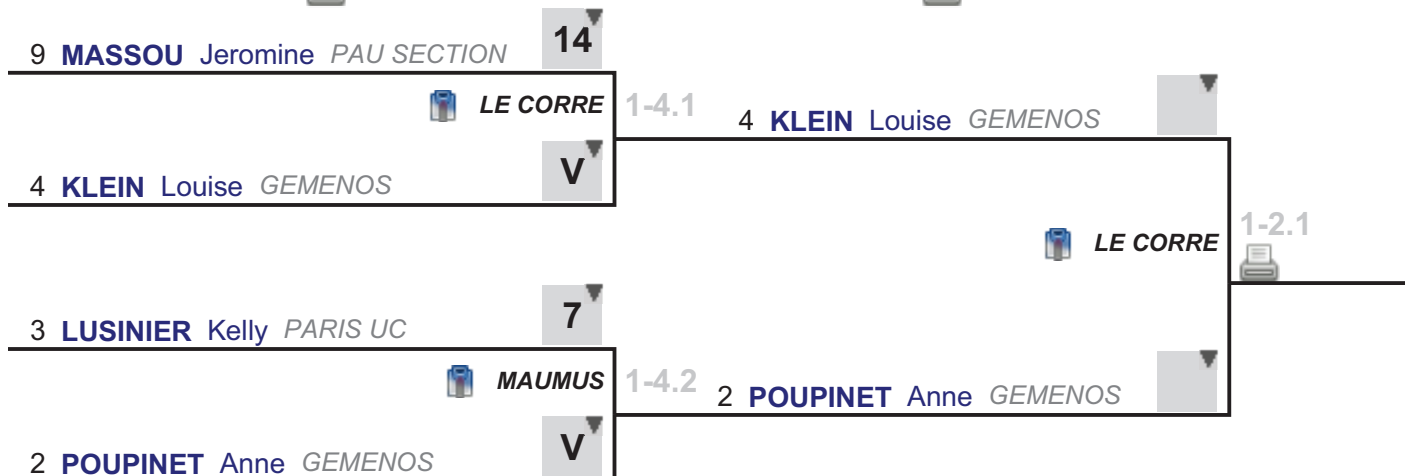 9 MASSOU Jeromine PAU SECTION 14
LE CORRE 1-4.1
4 KLEIN Louise GEMENOS
4 KLEIN Louise GEMENOS V
LE CORRE 1-2.1
3 LUSINIER Kelly PARIS UC 7
MAUMUS 1-4.2
2 POUPINET Anne GEMENOS
2 POUPINET Anne GEMENOS V